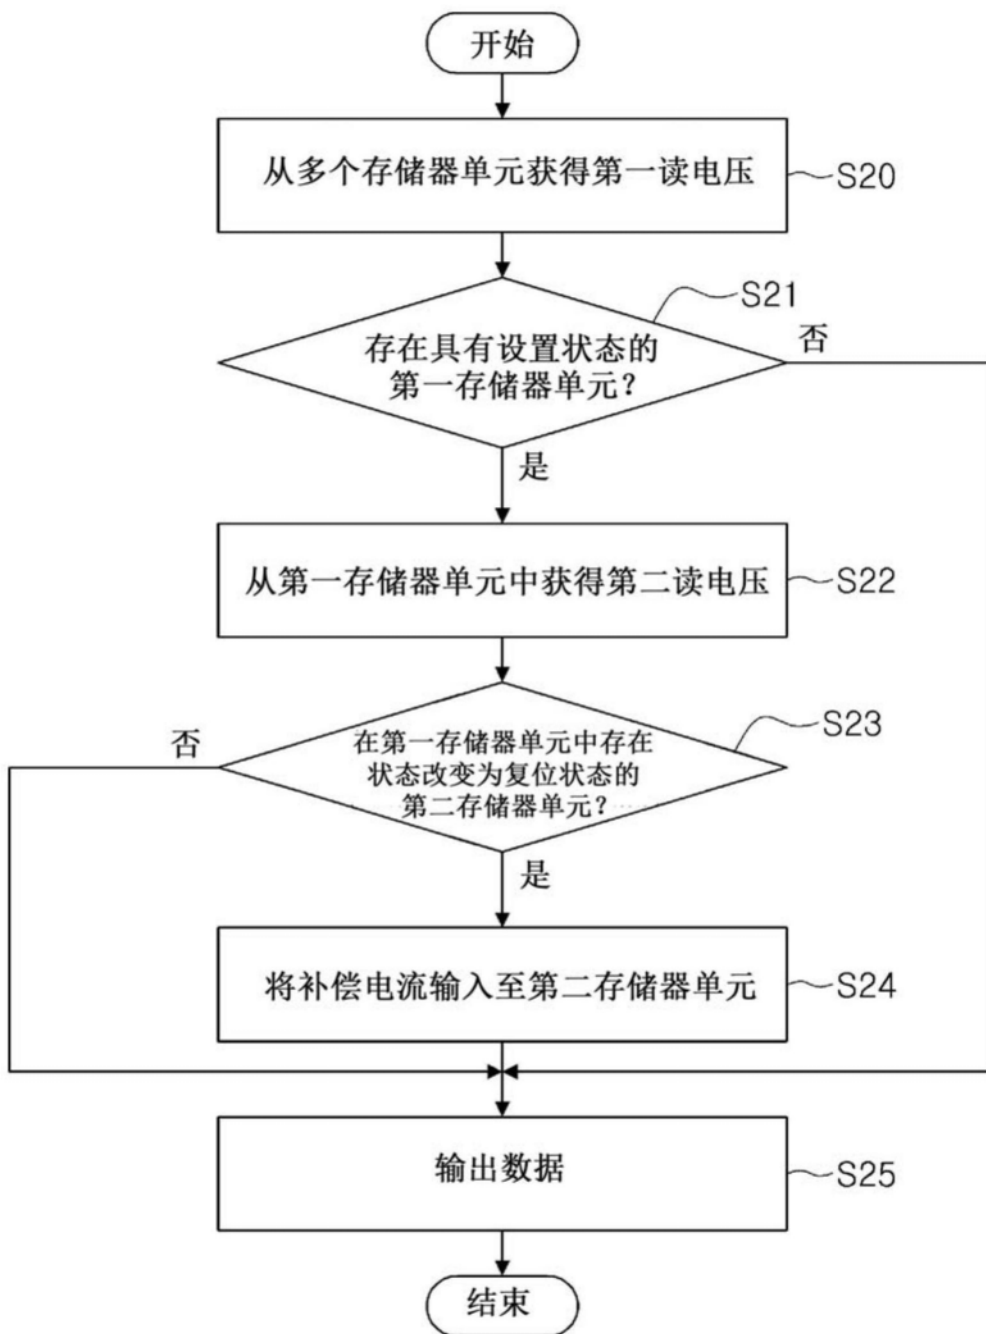 开始
从多个存储器单元获得第一读电压
S20
S21
存在具有设置状态的
第一存储器单元？
否
是
从第一存储器单元中获得第二读电压
S22
S23
否
在第一存储器单元中存在
状态改变为复位状态的
第二存储器单元？
是
将补偿电流输入至第二存储器单元
S24
输出数据
S25
结束